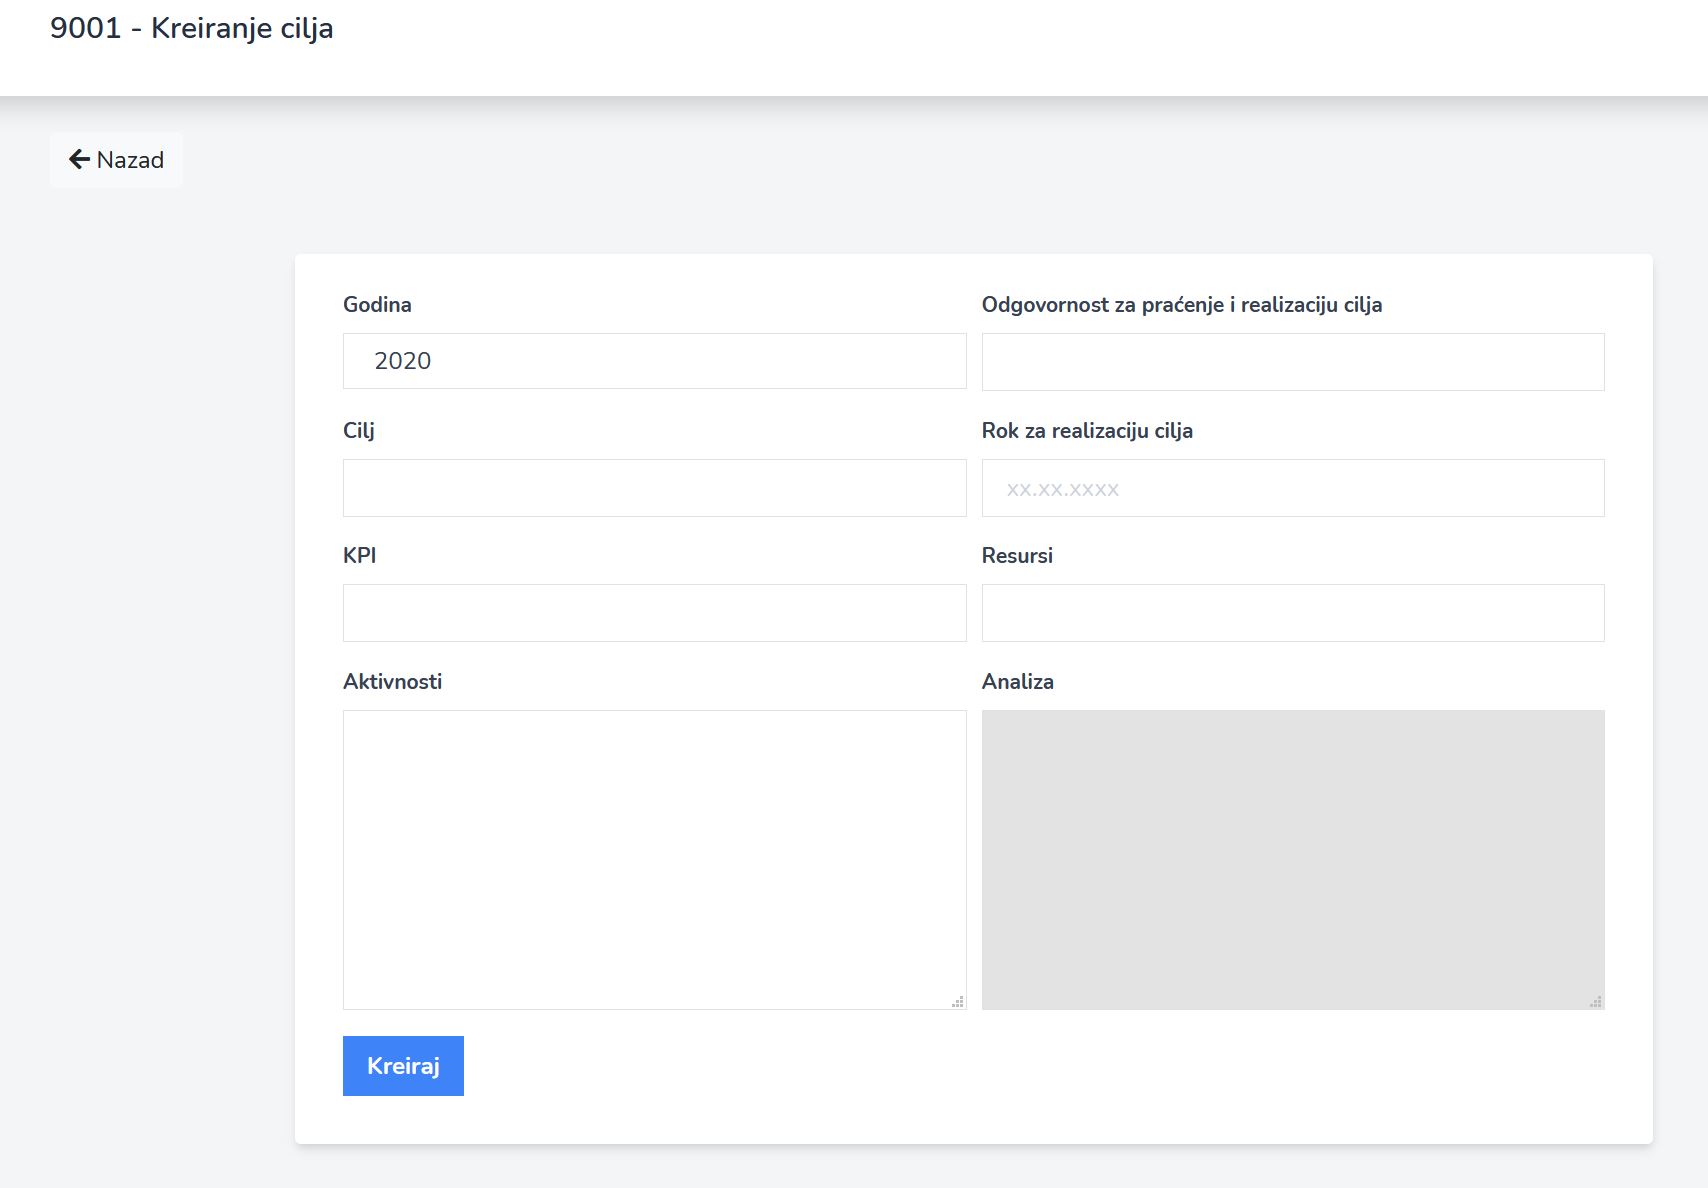 9001 - Kreiranje cilja
Nazad
Godina
2020
Odgovornost za praćenje i realizaciju cilja
Cilj
Rok za realizaciju cilja
xx.xx.xxxx
KPI
Resursi
Aktivnosti
Analiza
Kreiraj